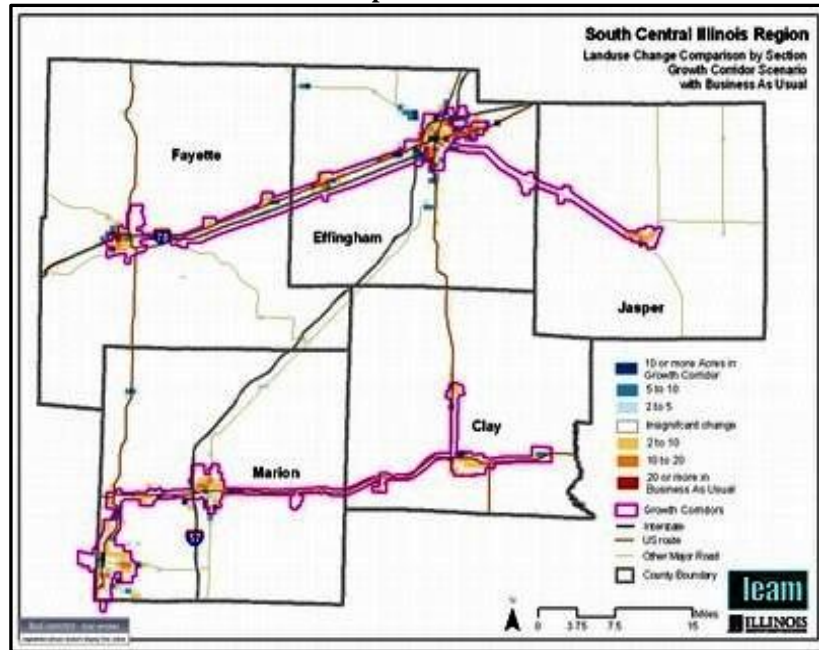 South Central Illinois Region
Landuse Change Comparison by Section
Growth Corridor Scenario
with Business As Usual
Fayette
Effingham
Jasper
Clay
Marion
57
10 or more Acres in
Growth Corridor
5 to 10
2 to 5
Insignificant change
2 to 10
10 to 20
20 or more in
Business As Usual
Growth Corridors
Interstate
US route
Other Major Road
County Boundary
Miles
0 3.75 7.5 15
leam
ILLINOIS